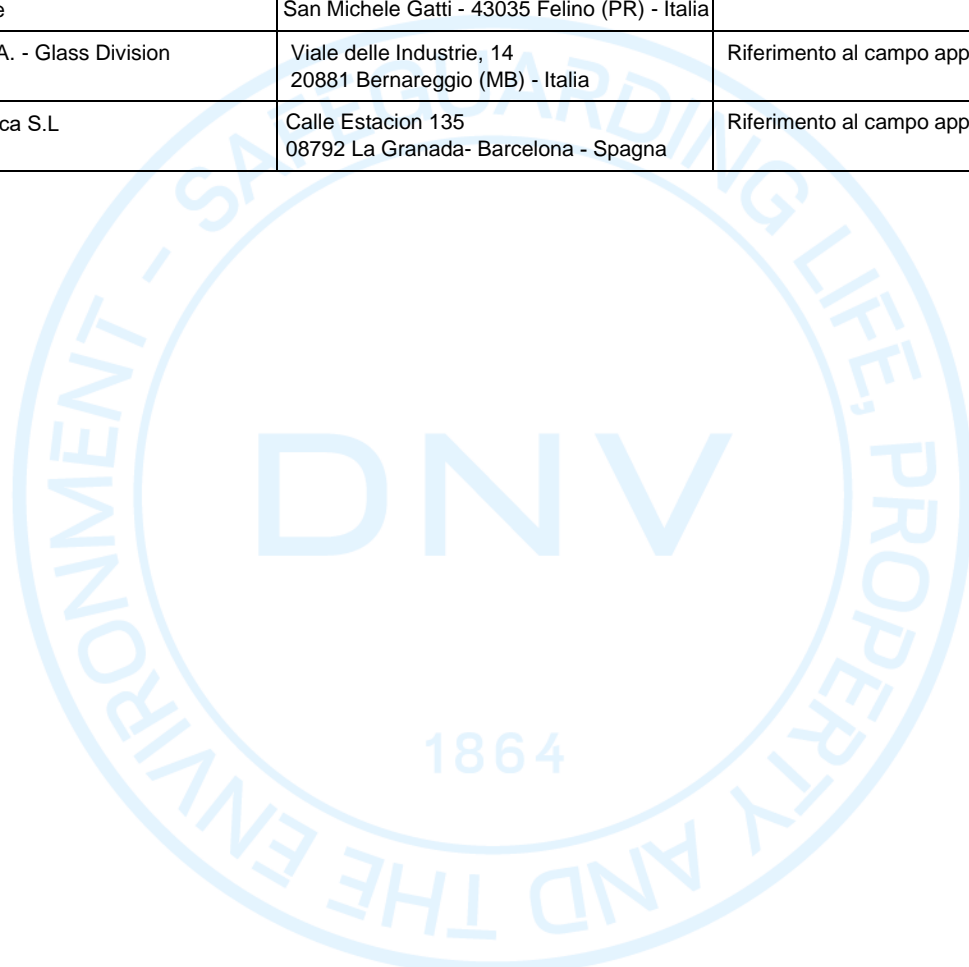 e
San Michele Gatti - 43035 Felino (PR) - Italia
A. - Glass Division
Viale delle Industrie, 14
20881 Bernareggio (MB) - Italia
Riferimento al campo app
ca S.L
Calle Estacion 135
08792 La Granada- Barcelona - Spagna
Riferimento al campo app
SAFEGUARDING LIFE, PROPERTY AND THE ENVIRONMENT -
DNV
1864